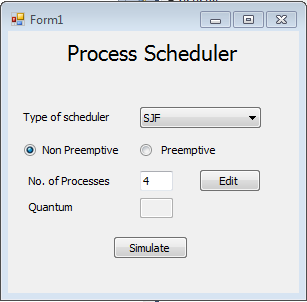 Form1
Process Scheduler
Type of scheduler SJF
Non Preemptive Preemptive
No. of Processes 4 Edit
Quantum
Simulate